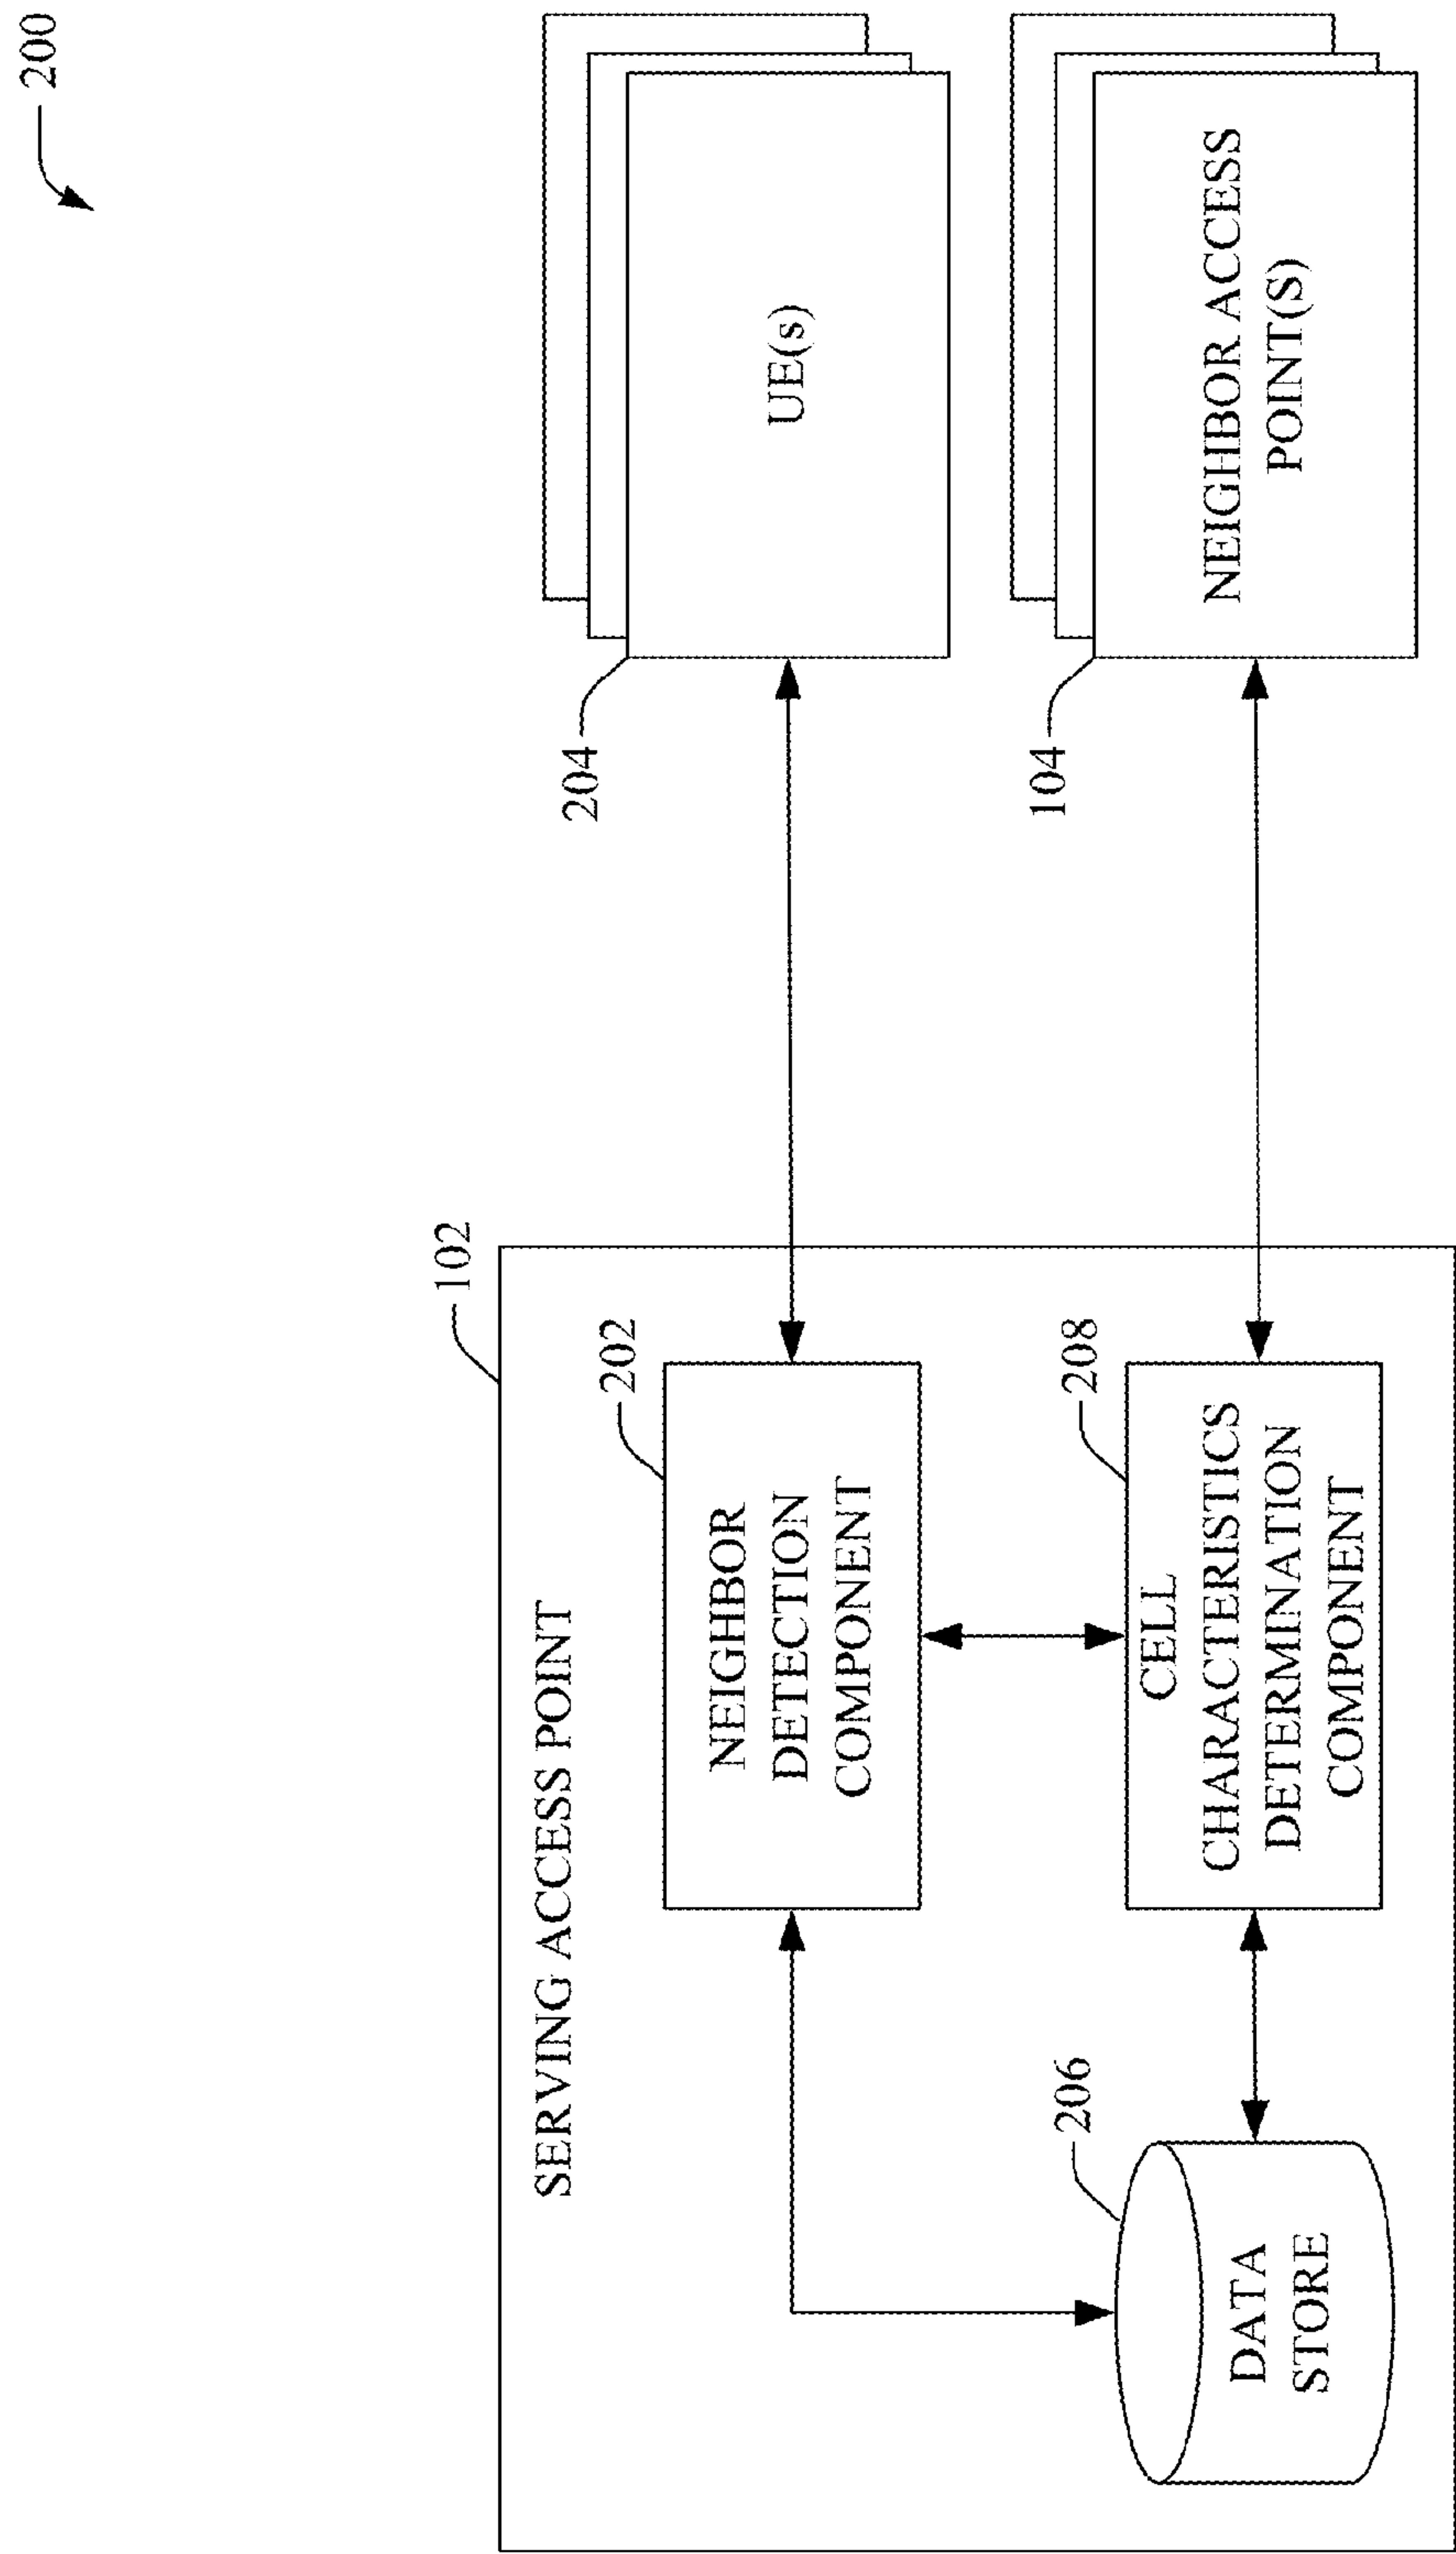 200
102
SERVING ACCESS POINT
202
NEIGHBOR
DETECTION
COMPONENT
204
UE(s)
206
DATA
STORE
208
CELL
CHARACTERISTICS
DETERMINATION
COMPONENT
104
NEIGHBOR ACCESS
POINT(S)